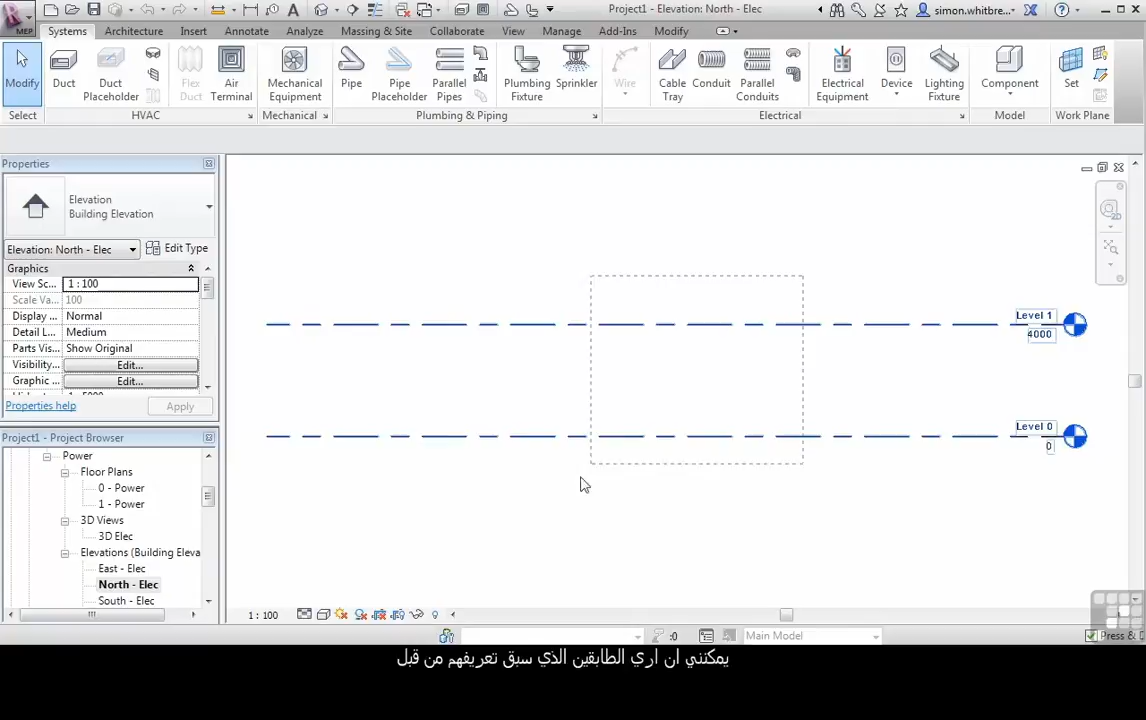 Project1 - Elevation: North - Elec
simon.whitbre...
MEP
Systems Architecture Insert Annotate Analyze Massing & Site Collaborate View Manage Add-Ins Modify
Modify
Duct
Duct Placeholder
Flex Duct
Air Terminal
Mechanical Equipment
Pipe
Pipe Placeholder
Parallel Pipes
Plumbing Fixture
Sprinkler
Wire
Cable Tray
Conduit
Parallel Conduits
Electrical Equipment
Device
Lighting Fixture
Component
Set
Select HVAC Mechanical Plumbing & Piping Electrical Model Work Plane
Properties
Elevation
Building Elevation
Elevation: North - Elec Edit Type
Graphics
View Sc... 1 : 100
Scale Va... 100
Display ... Normal
Detail L... Medium
Parts Vis... Show Original
Visibility... Edit...
Graphic ... Edit...
Properties help Apply
Project1 - Project Browser
Power
Floor Plans
0 - Power
1 - Power
3D Views
3D Elec
Elevations (Building Eleva
East - Elec
North - Elec
South - Elec
Level 1
4000
Level 0
0
1 : 100
:0 Main Model Press & D
يمكنني ان اري الطابقين الذي سبق تعريفهم من قبل